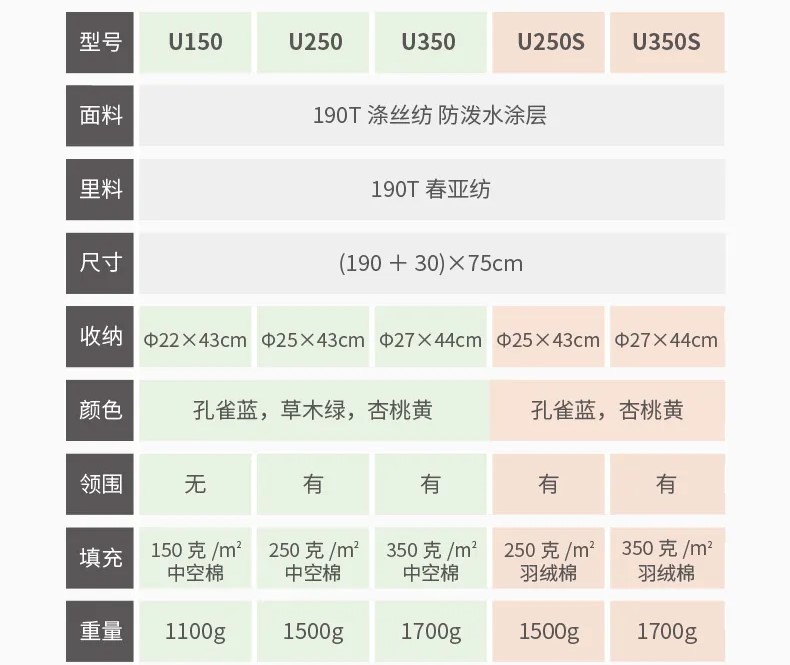 型号 U150 U250 U350 U250S U350S
面料 190T 涤丝纺 防泼水涂层
里料 190T 春亚纺
尺寸 (190 ＋ 30)×75cm
收纳 Φ22×43cm Φ25×43cm Φ27×44cm Φ25×43cm Φ27×44cm
颜色 孔雀蓝，草木绿，杏桃黄 孔雀蓝，杏桃黄
领围 无 有 有 有 有
填充 150 克 /m² 250 克 /m² 350 克 /m² 250 克 /m² 350 克 /m²
中空棉 中空棉 中空棉 羽绒棉 羽绒棉
重量 1100g 1500g 1700g 1500g 1700g